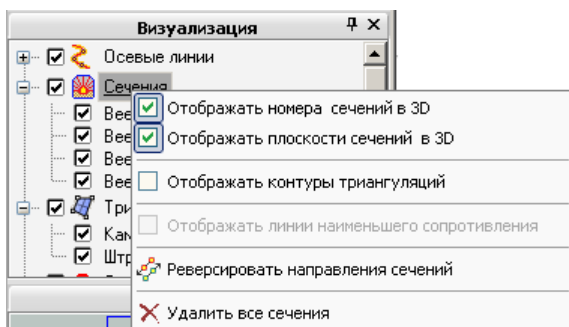 Визуализация
Осевые линии
Сечения
Отображать номера сечений в 3D
Отображать плоскости сечений в 3D
Отображать контуры триангуляций
Отображать линии наименьшего сопротивления
Реверсировать направления сечений
Удалить все сечения